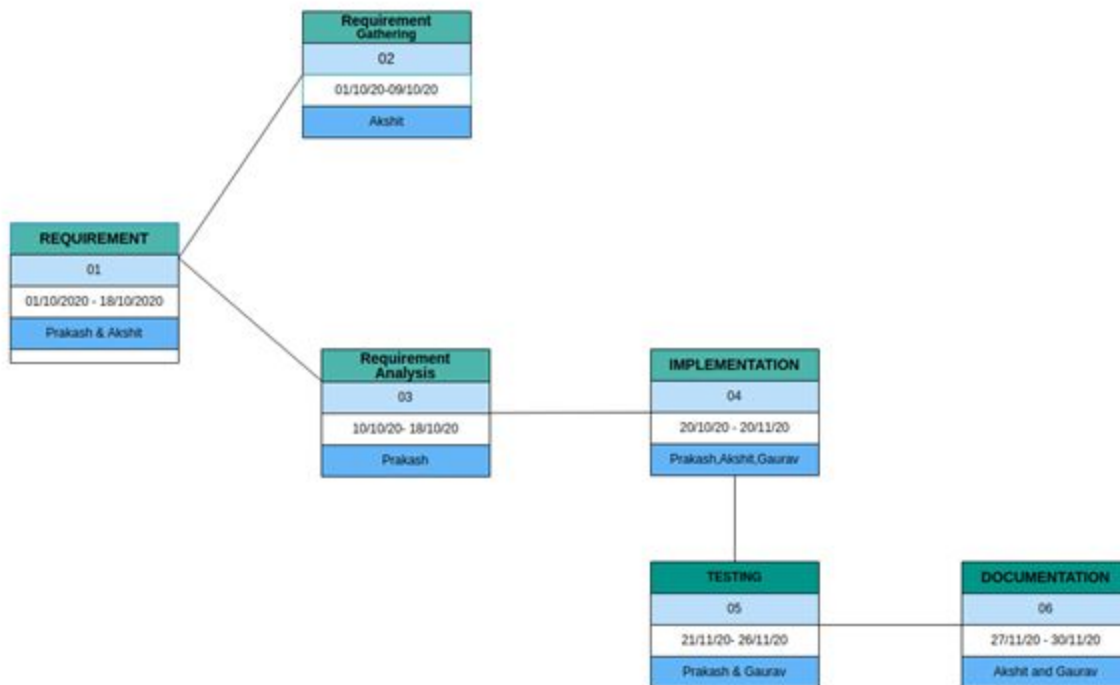 Requirement
Gathering
02
01/10/20-09/10/20
Akshit
REQUIREMENT
01
01/10/2020 - 18/10/2020
Prakash & Akshit
Requirement
Analysis
03
10/10/20- 18/10/20
Prakash
IMPLEMENTATION
04
20/10/20 - 20/11/20
Prakash,Akshit,Gaurav
TESTING
05
21/11/20- 26/11/20
Prakash & Gaurav
DOCUMENTATION
06
27/11/20 - 30/11/20
Akshit and Gaurav